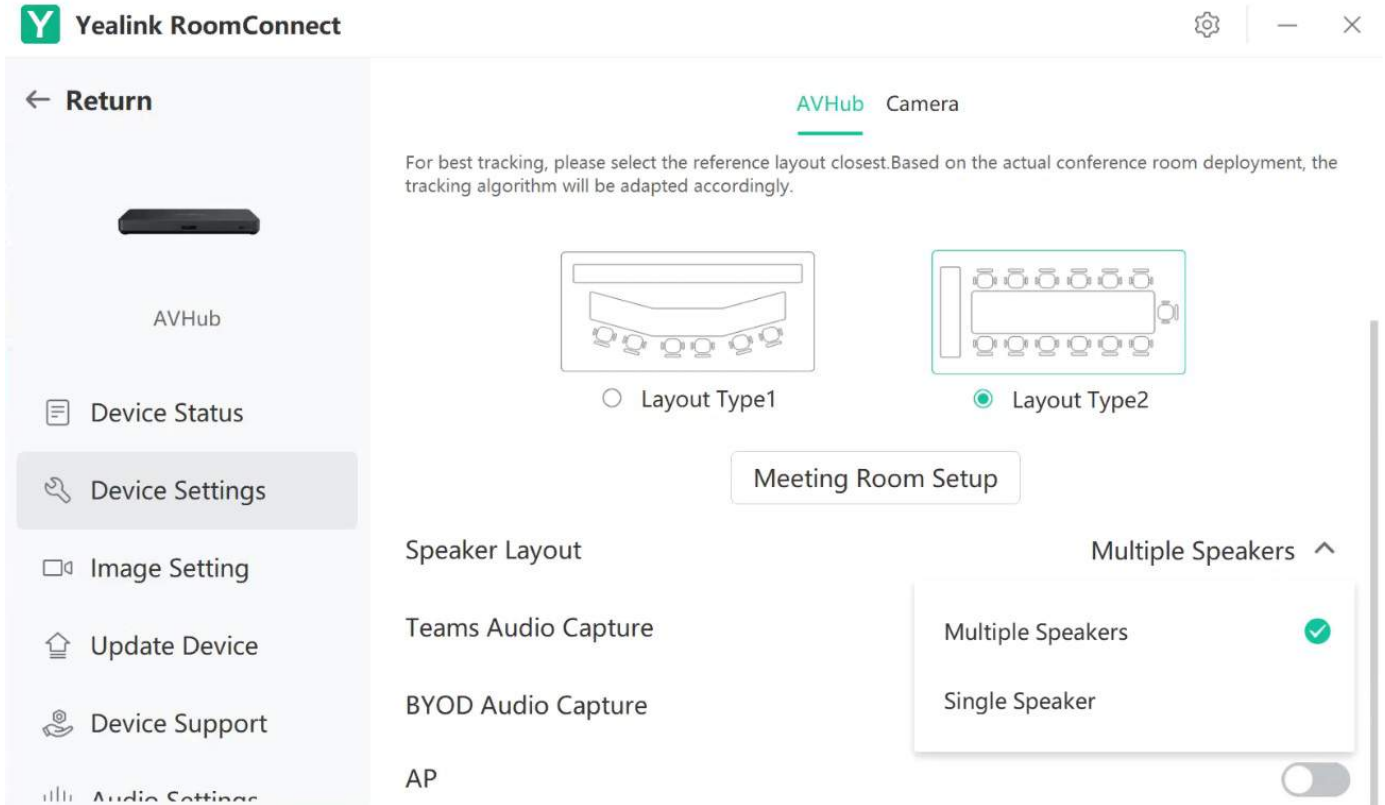 Yealink RoomConnect
Return
AVHub
Device Status
Device Settings
Image Setting
Update Device
Device Support
Audio Settings
AVHub Camera
For best tracking, please select the reference layout closest.Based on the actual conference room deployment, the
tracking algorithm will be adapted accordingly.
Layout Type1
Layout Type2
Meeting Room Setup
Speaker Layout
Multiple Speakers
Multiple Speakers
Single Speaker
Teams Audio Capture
BYOD Audio Capture
AP